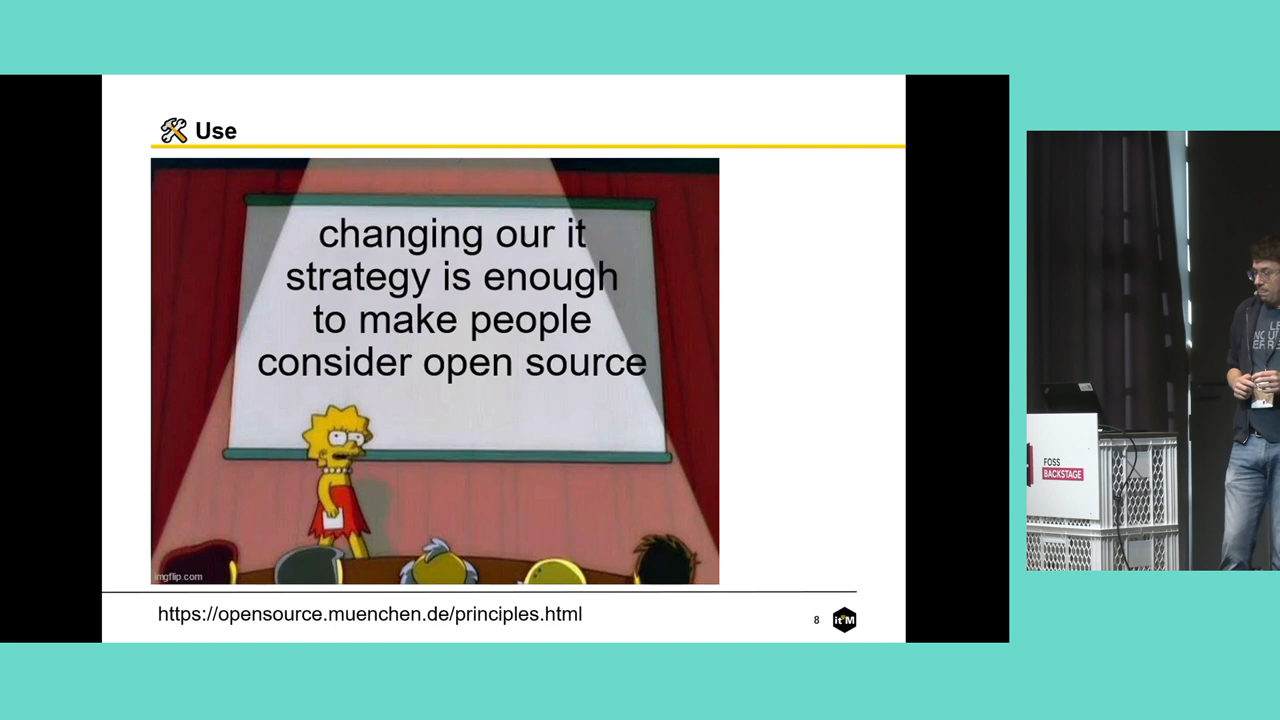 Use
changing our it
strategy is enough
to make people
consider open source
imgflip.com
https://opensource.muenchen.de/principles.html
8
it@M
FOSS
BACKSTAGE